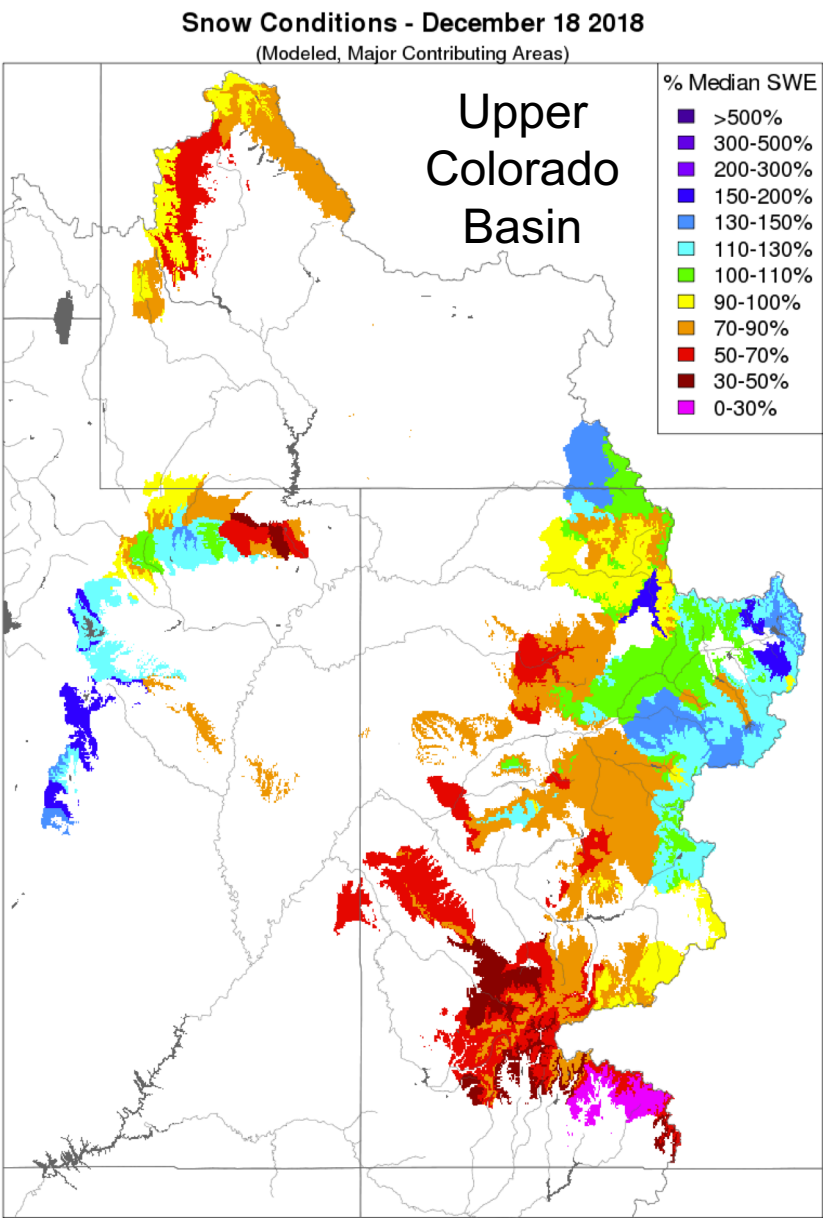 Snow Conditions - December 18 2018
(Modeled, Major Contributing Areas)
Upper
Colorado
Basin
% Median SWE
>500%
300-500%
200-300%
150-200%
130-150%
110-130%
100-110%
90-100%
70-90%
50-70%
30-50%
0-30%